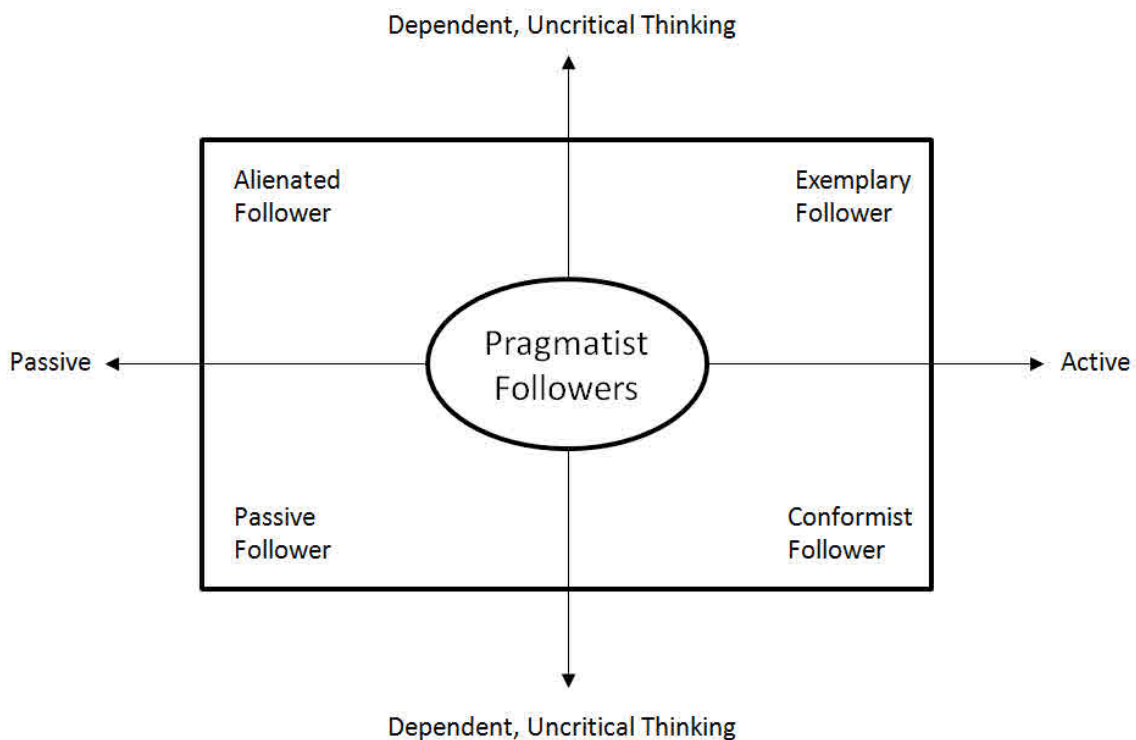 Dependent, Uncritical Thinking
Alienated
Follower
Exemplary
Follower
Pragmatist
Followers
Passive
Active
Passive
Follower
Conformist
Follower
Dependent, Uncritical Thinking